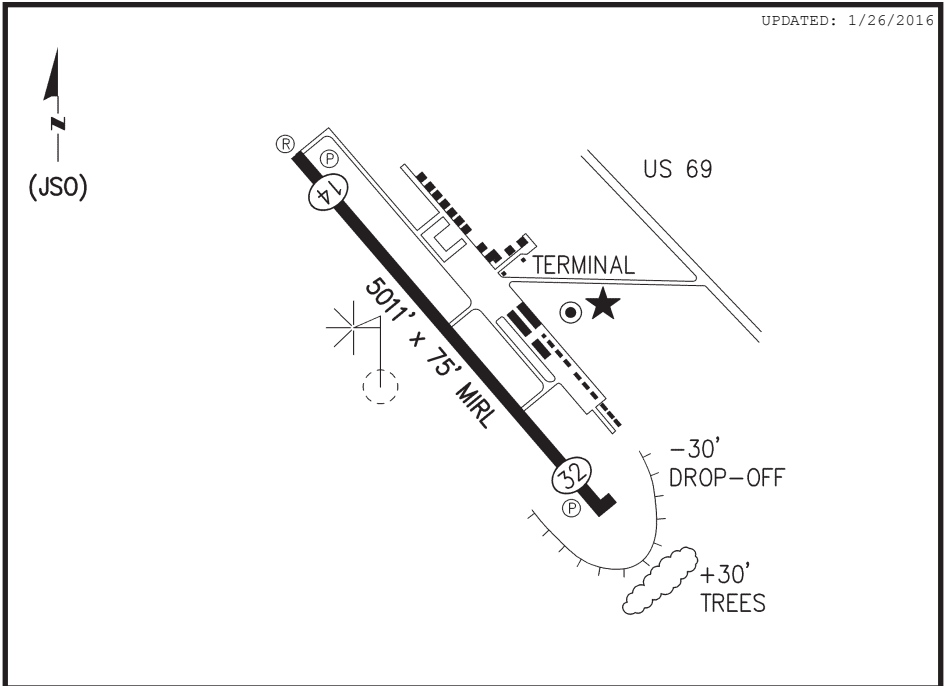 UPDATED: 1/26/2016
N
(JSO)
R
P
14
US 69
TERMINAL
5011' x 75' MIRL
32
P
-30'
DROP-OFF
+30'
TREES